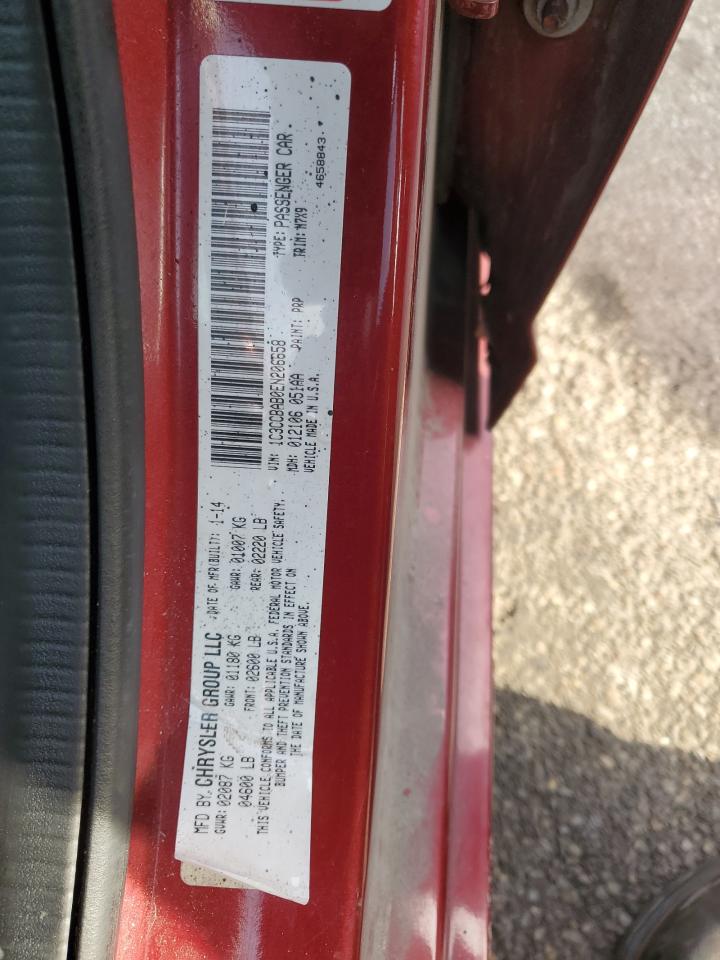 MFD BY CHRYSLER GROUP LLC DATE OF MFR(BUILT): 1-14
GVWR: 02087 KG GAWR: 01180 KG GAWR: 01007 KG
04600 LB FRONT: 02600 LB REAR: 02220 LB
THIS VEHICLE CONFORMS TO ALL APPLICABLE U.S.A. FEDERAL MOTOR VEHICLE SAFETY,
BUMPER AND THEFT PREVENTION STANDARDS IN EFFECT ON
THE DATE OF MANUFACTURE SHOWN ABOVE.
VIN: 1C3CCBAB0EN206658 TYPE: PASSENGER CAR
MDH: 012106 051AA PAINT: PRP TRIM: M7X9
VEHICLE MADE IN U.S.A. 4658843